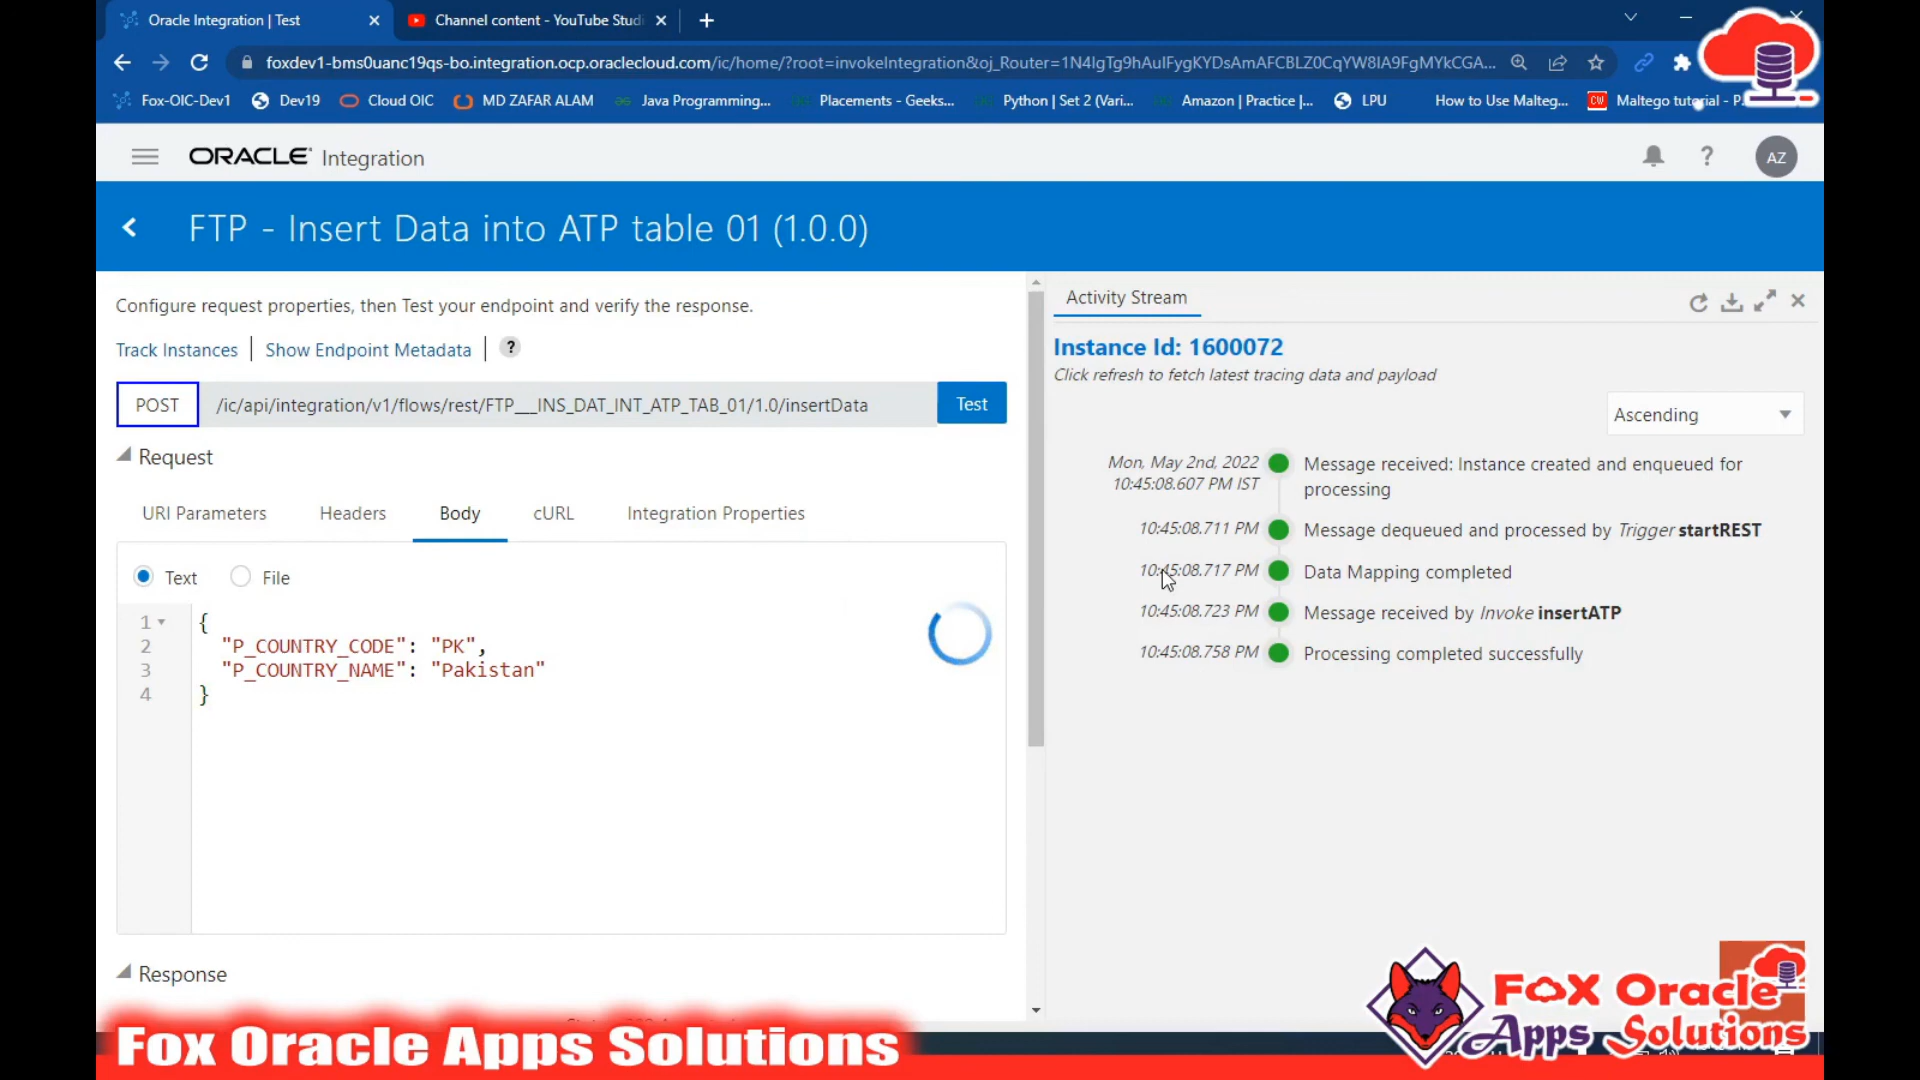 Oracle Integration | Test
Channel content - YouTube Stud
foxdev1-bms0uanc19qs-bo.integration.ocp.oraclecloud.com/ic/home/?root=invokeIntegration&oj_Router=1N4IgTg9hAuIFygKYDsAmAFCBLZ0CqYW8IA9FgMYkCGA...
Fox-OIC-Dev1 Dev19 Cloud OIC MD ZAFAR ALAM Java Programming... Placements - Geeks... Python | Set 2 (Vari... Amazon | Practice |... LPU How to Use Malteg... CW Maltego tutorial - P
ORACLE Integration ? AZ
FTP - Insert Data into ATP table 01 (1.0.0)
Configure request properties, then Test your endpoint and verify the response.
Track Instances | Show Endpoint Metadata | ?
POST /ic/api/integration/v1/flows/rest/FTP___INS_DAT_INT_ATP_TAB_01/1.0/insertData Test
Request
URI Parameters Headers Body cURL Integration Properties
Text File
1 {
2 "P_COUNTRY_CODE": "PK",
3 "P_COUNTRY_NAME": "Pakistan"
4 }
Response
Activity Stream
Instance Id: 1600072
Click refresh to fetch latest tracing data and payload
Ascending
Mon, May 2nd, 2022 Message received: Instance created and enqueued for
10:45:08.607 PM IST processing
10:45:08.711 PM Message dequeued and processed by Trigger startREST
10:45:08.717 PM Data Mapping completed
10:45:08.723 PM Message received by Invoke insertATP
10:45:08.758 PM Processing completed successfully
Fox Oracle Apps Solutions
Fox Oracle
Apps Solutions